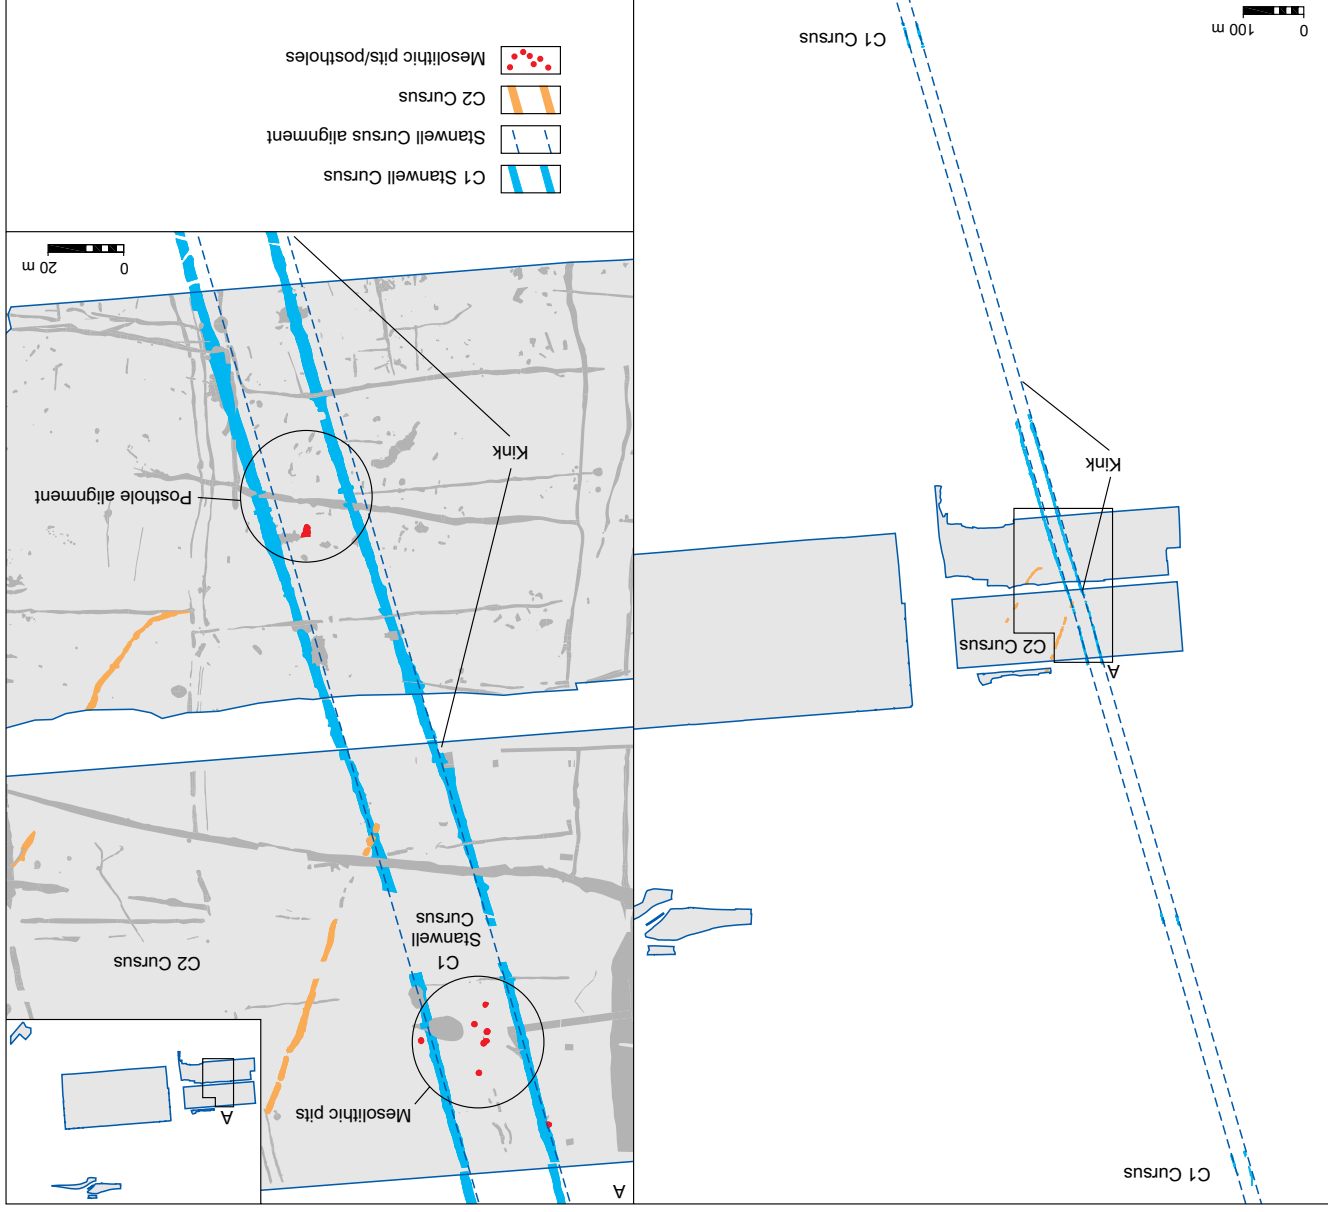 C1 Cursus
A
C2 Cursus
Kink
C1 Cursus
0 100 m
A
Mesolithic pits
A
C1
Stanwell
Cursus
C2 Cursus
Posthole alignment
Kink
0 20 m
C1 Stanwell Cursus
Stanwell Cursus alignment
C2 Cursus
Mesolithic pits/postholes